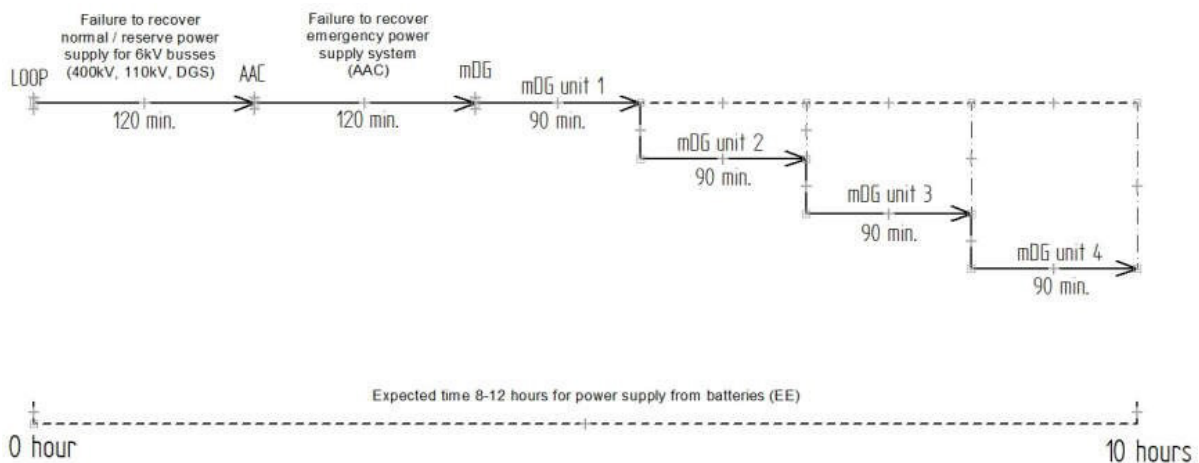 Failure to recover
normal / reserve power
supply for 6kV busses
(400kV, 110kV, DGS)
Failure to recover
emergency power
supply system
(AAC)
LOOP
AAC
mDG
mDG unit 1
120 min.
120 min.
90 min.
mDG unit 2
90 min.
mDG unit 3
90 min.
mDG unit 4
90 min.
Expected time 8-12 hours for power supply from batteries (EE)
0 hour
10 hours